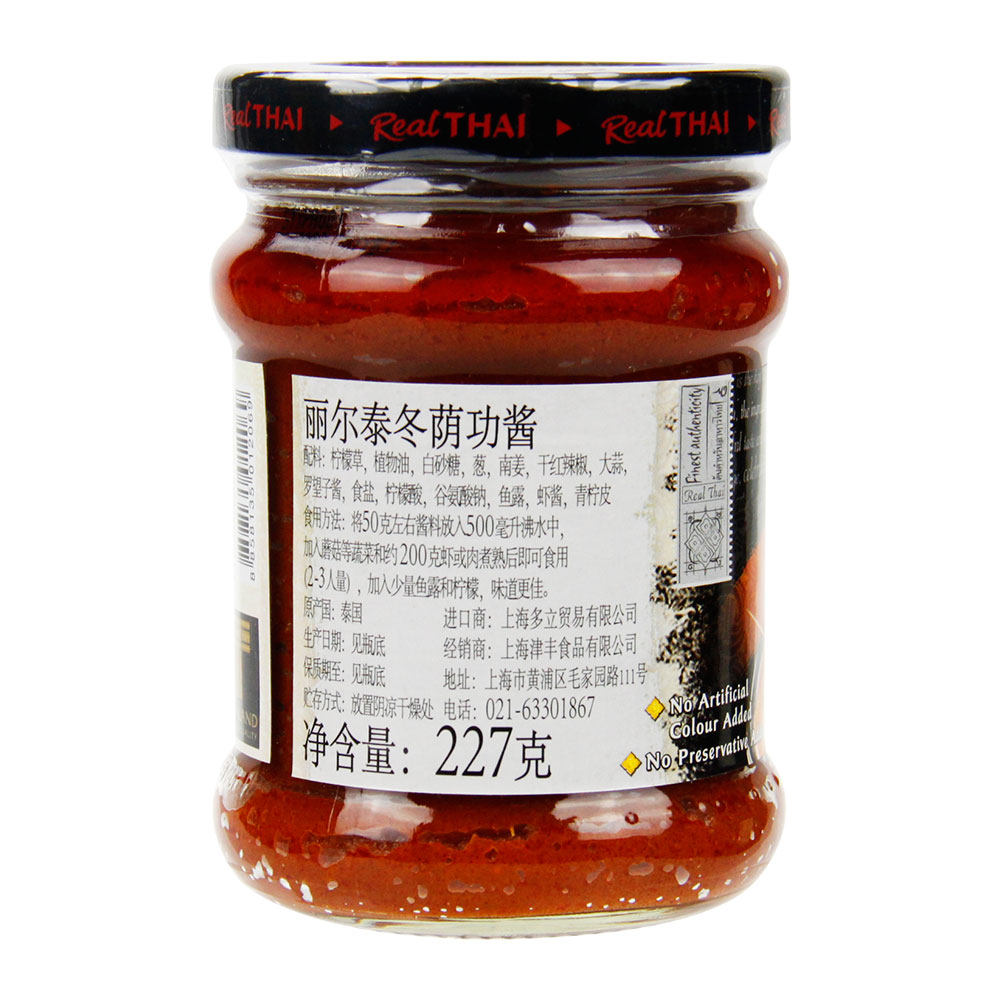 Real THAI ▶ Real THAI ▶ Real THAI ▶
丽尔泰冬荫功酱
配料：柠檬草，植物油，白砂糖，葱，南姜，干红辣椒，大蒜，
罗望子酱，食盐，柠檬酸，谷氨酸钠，鱼露，虾酱，青柠皮
食用方法：将50克左右酱料放入500毫升沸水中，
加入蘑菇等蔬菜和约200克虾或肉煮熟后即可食用
(2-3人量)，加入少量鱼露和柠檬，味道更佳。
原产国：泰国 进口商：上海多立贸易有限公司
生产日期：见瓶底 经销商：上海津丰食品有限公司
保质期至：见瓶底 地址：上海市黄浦区毛家园路111号
贮存方式：放置阴凉干燥处 电话：021-63301867
净含量：227克
Finest authenticity
Real Thai
No Artificial
Colour Added
No Preservative